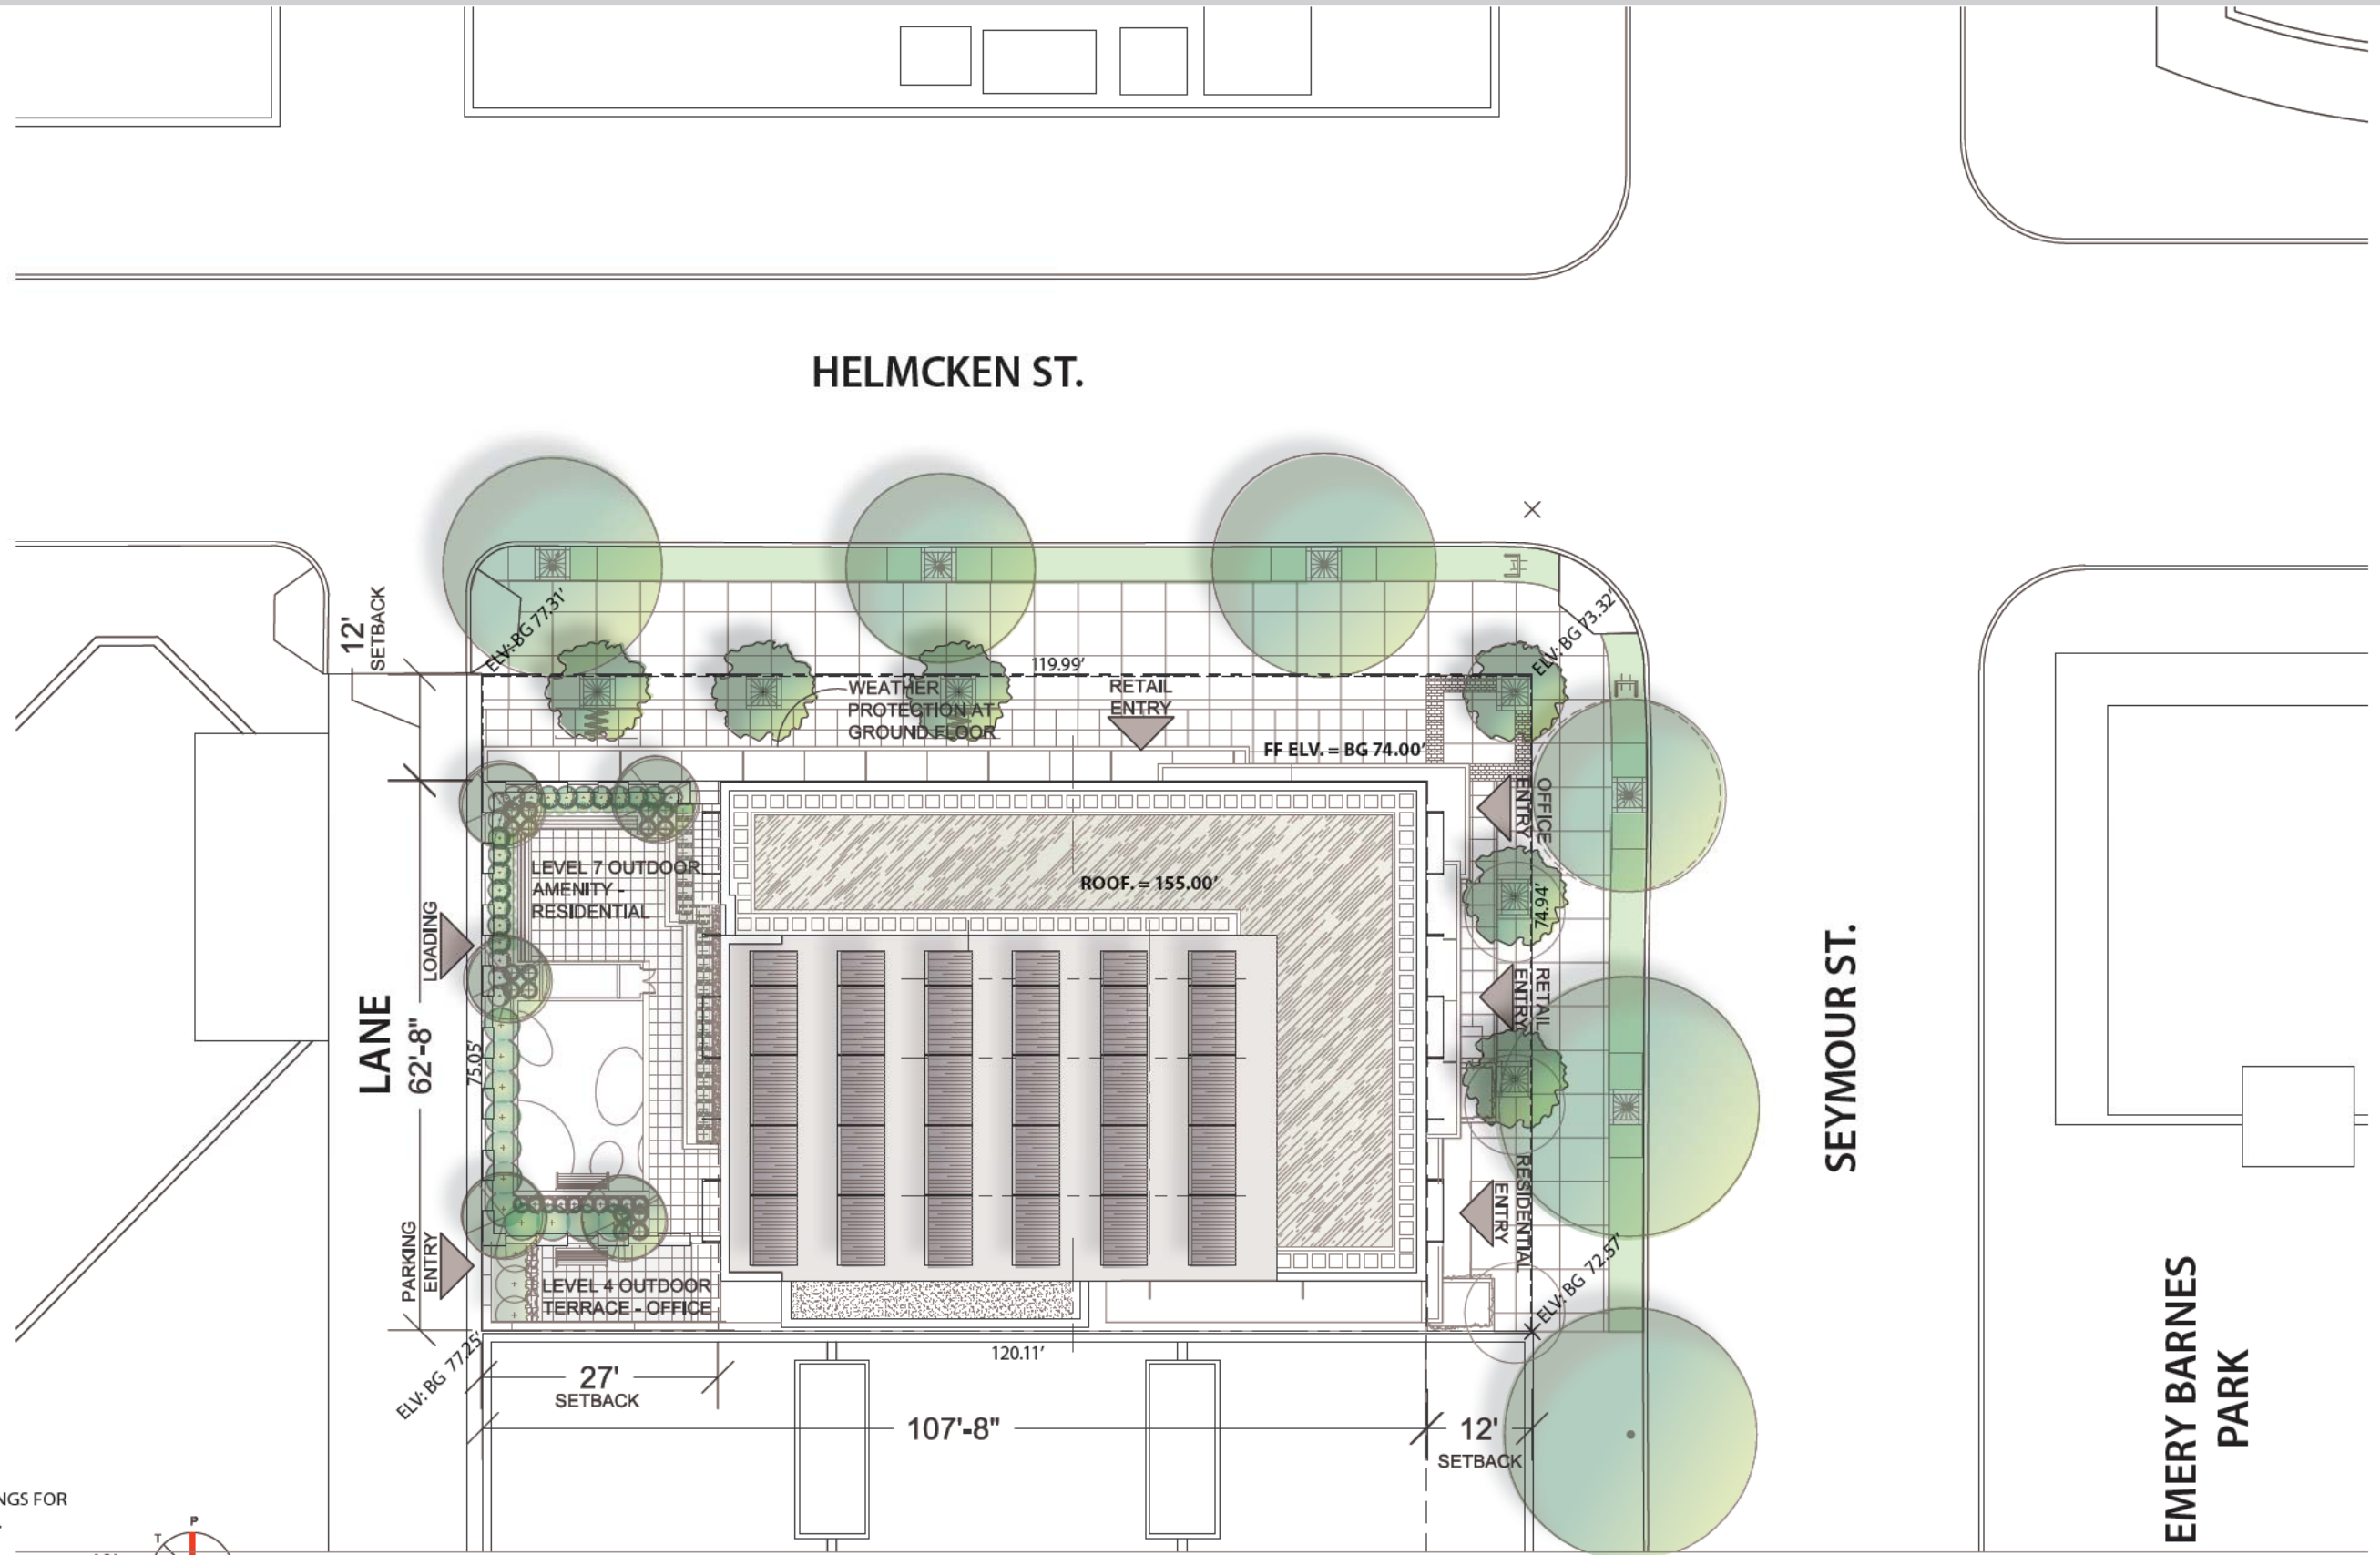 HELMCKEN ST.
12'
SETBACK
ELV: BG 77.31'
ELV: BG 73.32'
119.99'
WEATHER
PROTECTION AT
GROUND FLOOR
RETAIL
ENTRY
FF ELV. = BG 74.00'
OFFICE
ENTRY
LEVEL 7 OUTDOOR
AMENITY -
RESIDENTIAL
ROOF. = 155.00'
74.94'
LOADING
RETAIL
ENTRY
LANE
62'-8"
75.05'
SEYMOUR ST.
RESIDENTIAL
ENTRY
PARKING
ENTRY
LEVEL 4 OUTDOOR
TERRACE - OFFICE
ELV: BG 72.57'
ELV: BG 77.25'
120.11'
27'
SETBACK
107'-8"
12'
SETBACK
EMERY BARNES
PARK
NGS FOR
P
T